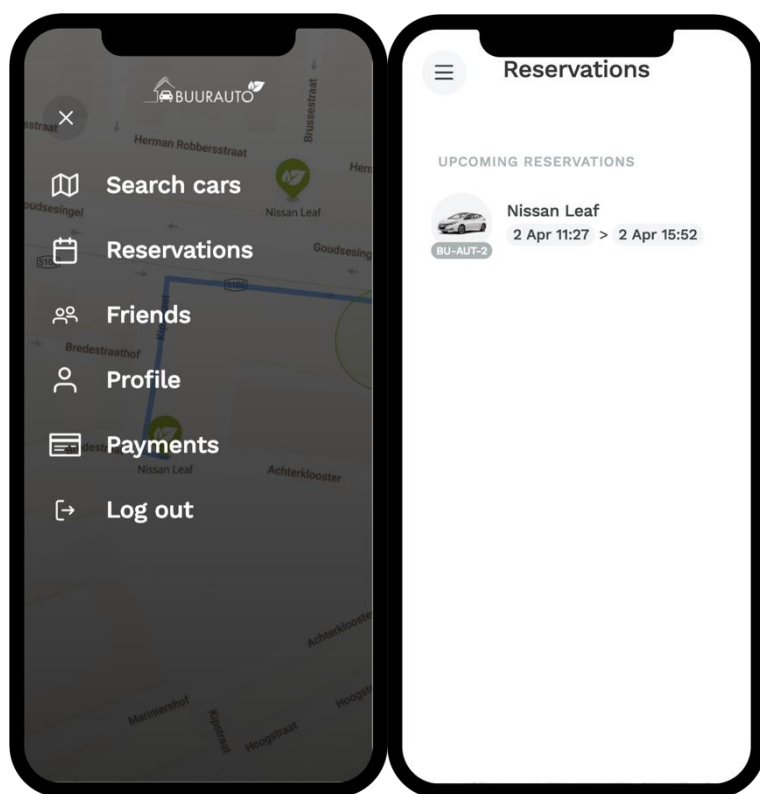 BUURAUTO
Brussestraat
Herman Robbersstraat
Search cars
Nissan Leaf
Reservations
Goudsesing
S100
Friends
Bredestraathof
Profile
Payments
Nissan Leaf
Achterklooster
Log out
Achterklooster
Hoogst
Mariniershof
Kipstraat
Hoogstraat
Reservations
UPCOMING RESERVATIONS
Nissan Leaf
2 Apr 11:27 > 2 Apr 15:52
BU-AUT-2